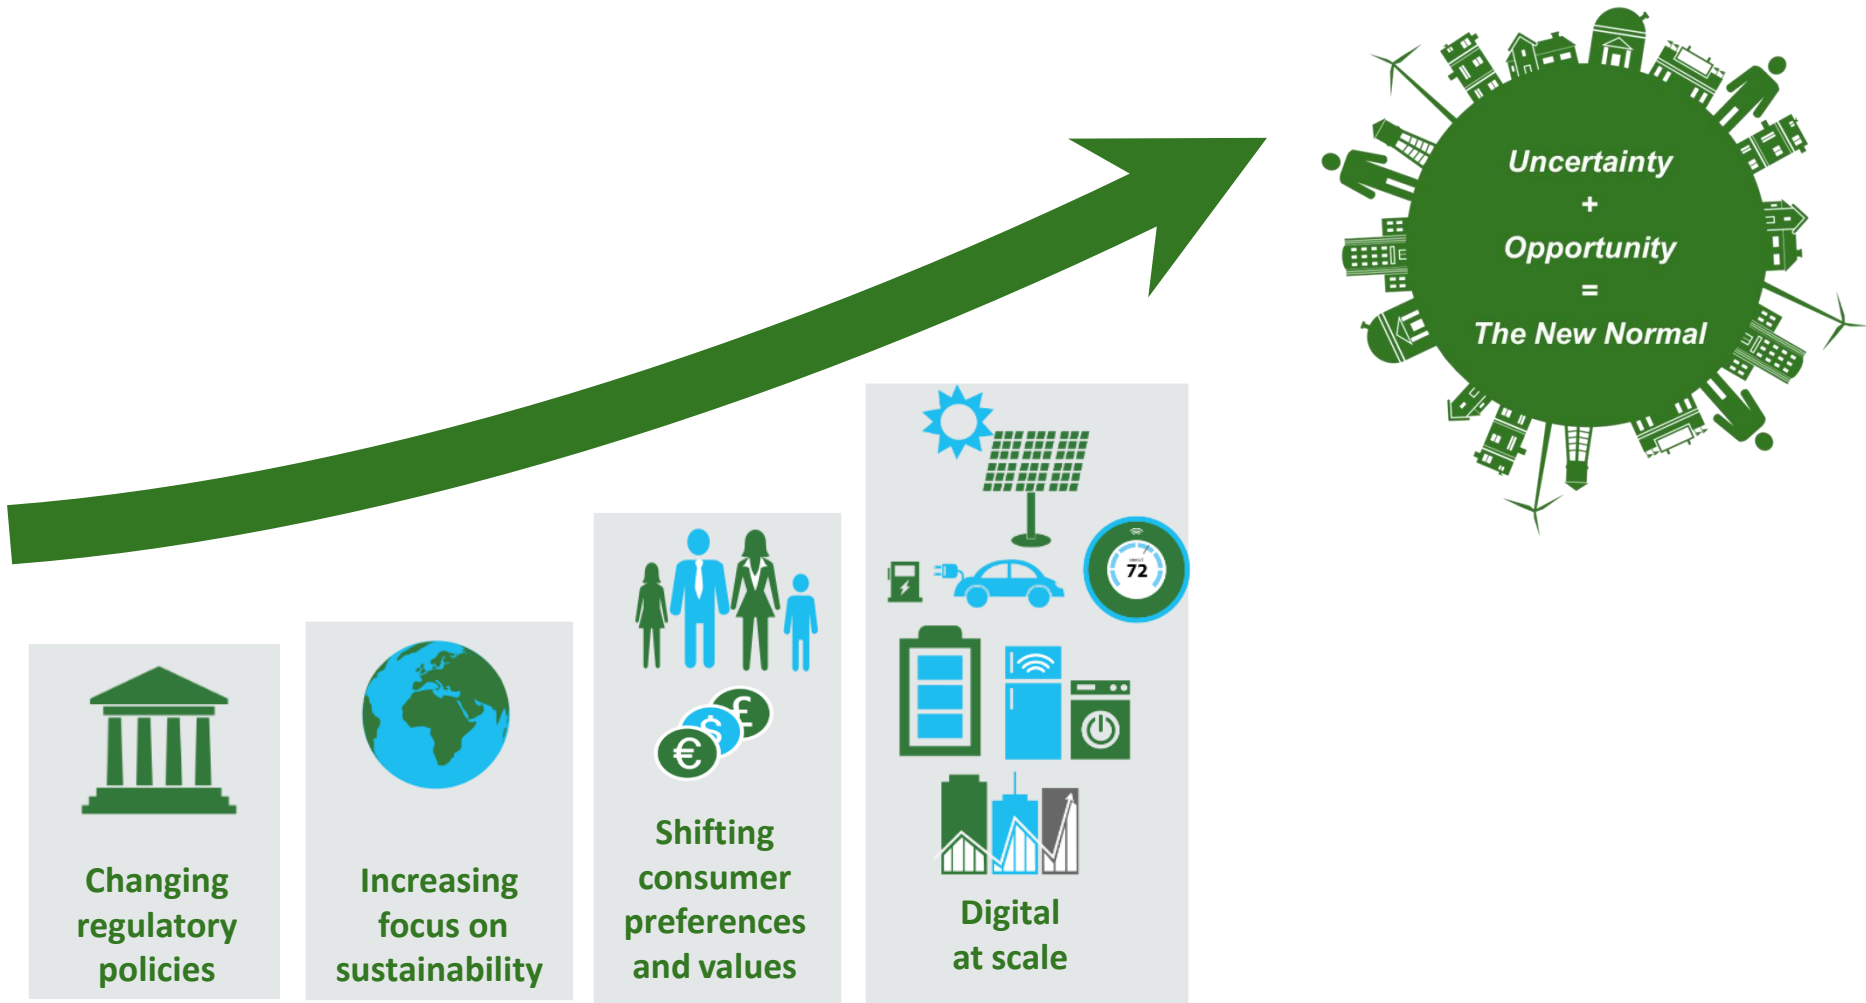 Uncertainty
+
Opportunity
=
The New Normal
72
€
$
£
Changing
regulatory
policies
Increasing
focus on
sustainability
Shifting
consumer
preferences
and values
Digital
at scale